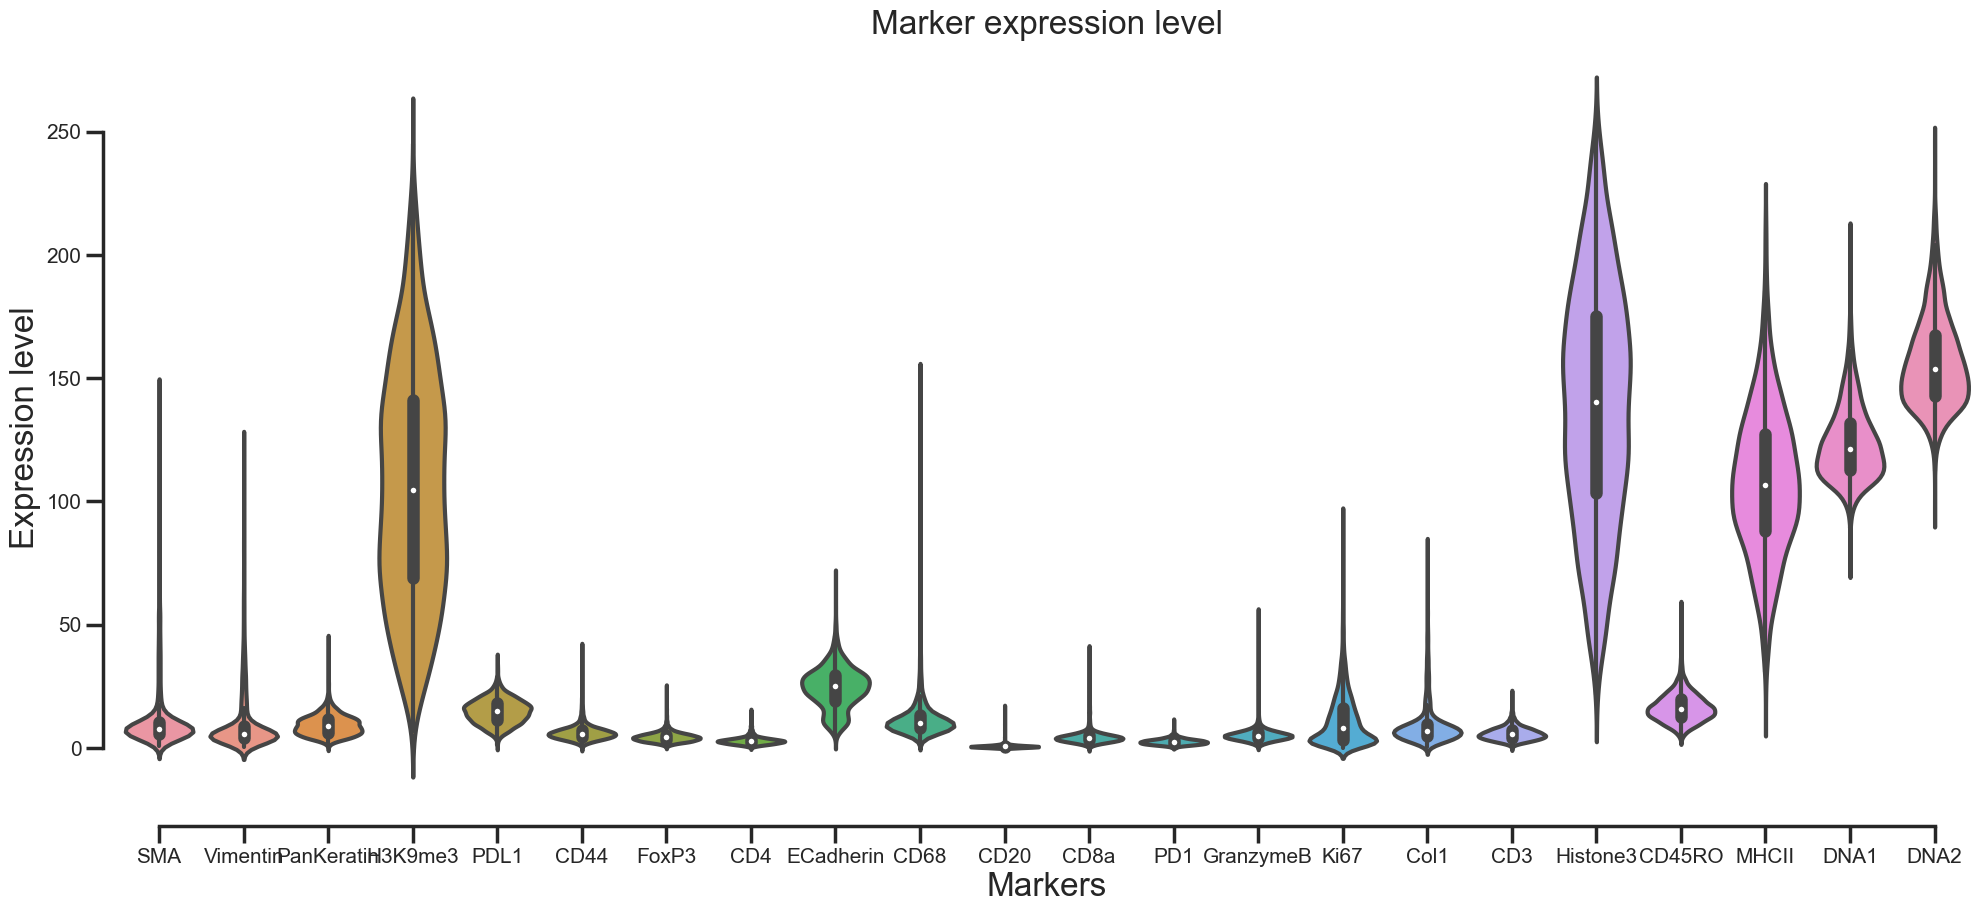 Marker expression level
Expression level
250
200
150
100
50
0
SMA Vimentin PanKeratin H3K9me3 PDL1 CD44 FoxP3 CD4 ECadherin CD68 CD20 CD8a PD1 GranzymeB Ki67 Col1 CD3 Histone3 CD45RO MHCII DNA1 DNA2
Markers